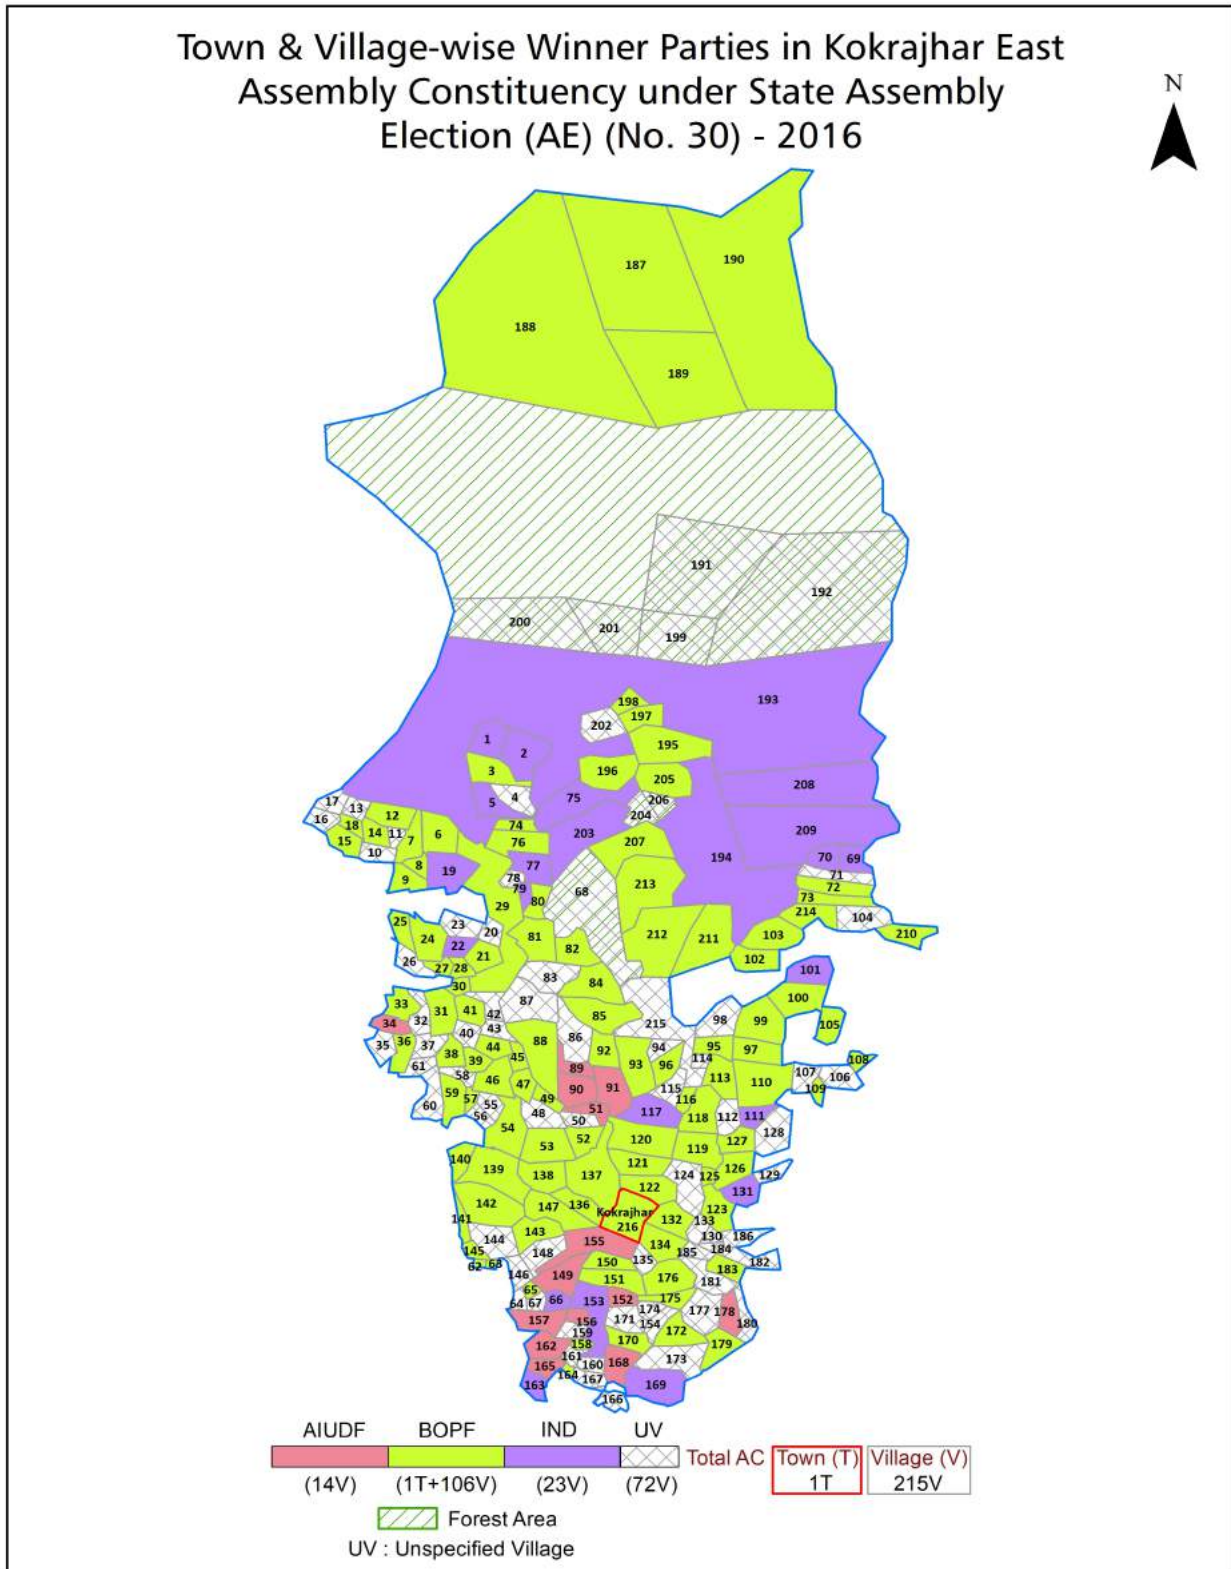 Town & Village-wise Winner Parties in Kokrajhar East
Assembly Constituency under State Assembly
Election (AE) (No. 30) - 2016
N
187 190
188
189
191
192
200 201 199
193
198
197
202
1
2 195
3 196 205
208
4 75
5 206
17 13
16 12 204
18 14 11 74 203 209
15 7 6 76 207
10 194 70 69
8 19 77
9 78 71
79 68 213 72
29 80 73
214 104
25 23 20 210
24 22 81 82 212 211 103
26 21 102
27 28 101
30 83 84
33 87 100
31 41 42 85 215 98 99 105
34 32 43
35 36 37 40 88 86 92 94 95 97
44 114 108
38 39 45 93 96
61 58 89 107 106
46 47 90 91 113 110 109
59 57 55 49 115 116
60 56 48 51 117 118 112 111
50
54 128
53 52 120 119 127
140 121
139 138 137 124 125 126 129
122 131
142 147 136 Kokrajhar 123
141 216 132 133
143 130 186
144 155 134 184
145 148 135 185 182
62 63 150 183
146 149 151 176 181
65
64 67 66 153 152 175
174 177 178
157 156 171 154 180
159 172
162 158 170 179
161 173
165 160 168
164 167
163 169
166
AIUDF BOPF IND UV
Total AC Town (T) Village (V)
(14V) (1T+106V) (23V) (72V) 1T 215V
Forest Area
UV : Unspecified Village